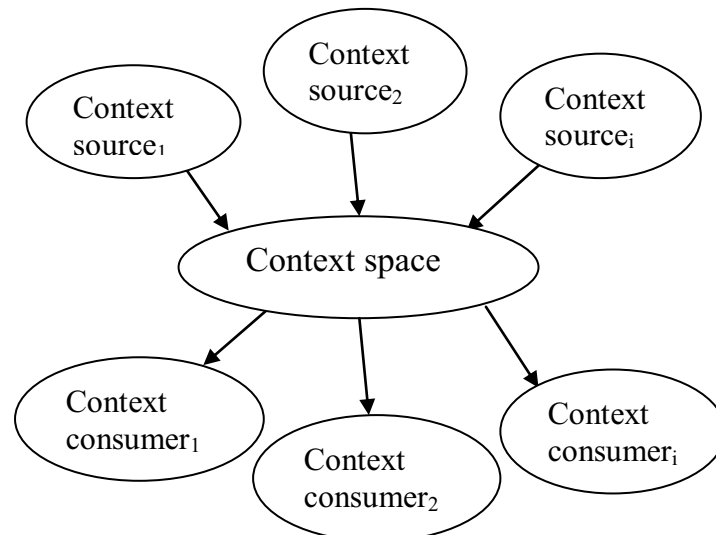 Context
source₁
Context
source₂
Context
sourceᵢ
Context space
Context
consumer₁
Context
consumer₂
Context
consumerᵢ